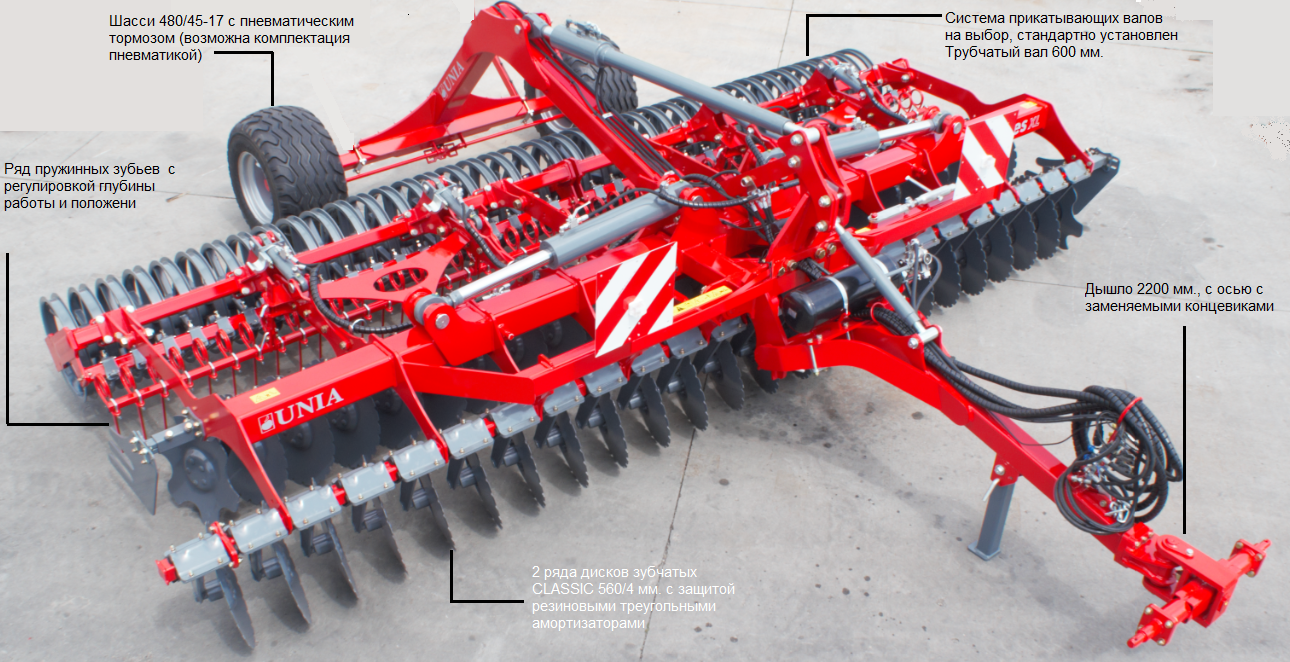 Шасси 480/45-17 с пневматическим
тормозом (возможна комплектация
пневматикой)
Система прикатывающих валов
на выбор, стандартно установлен
Трубчатый вал 600 мм.
Ряд пружинных зубьев с
регулировкой глубины
работы и положени
Дышло 2200 мм., с осью с
заменяемыми концевиками
2 ряда дисков зубчатых
CLASSIC 560/4 мм. с защитой
резиновыми треугольными
амортизаторами
UNIA
UNIA
XL